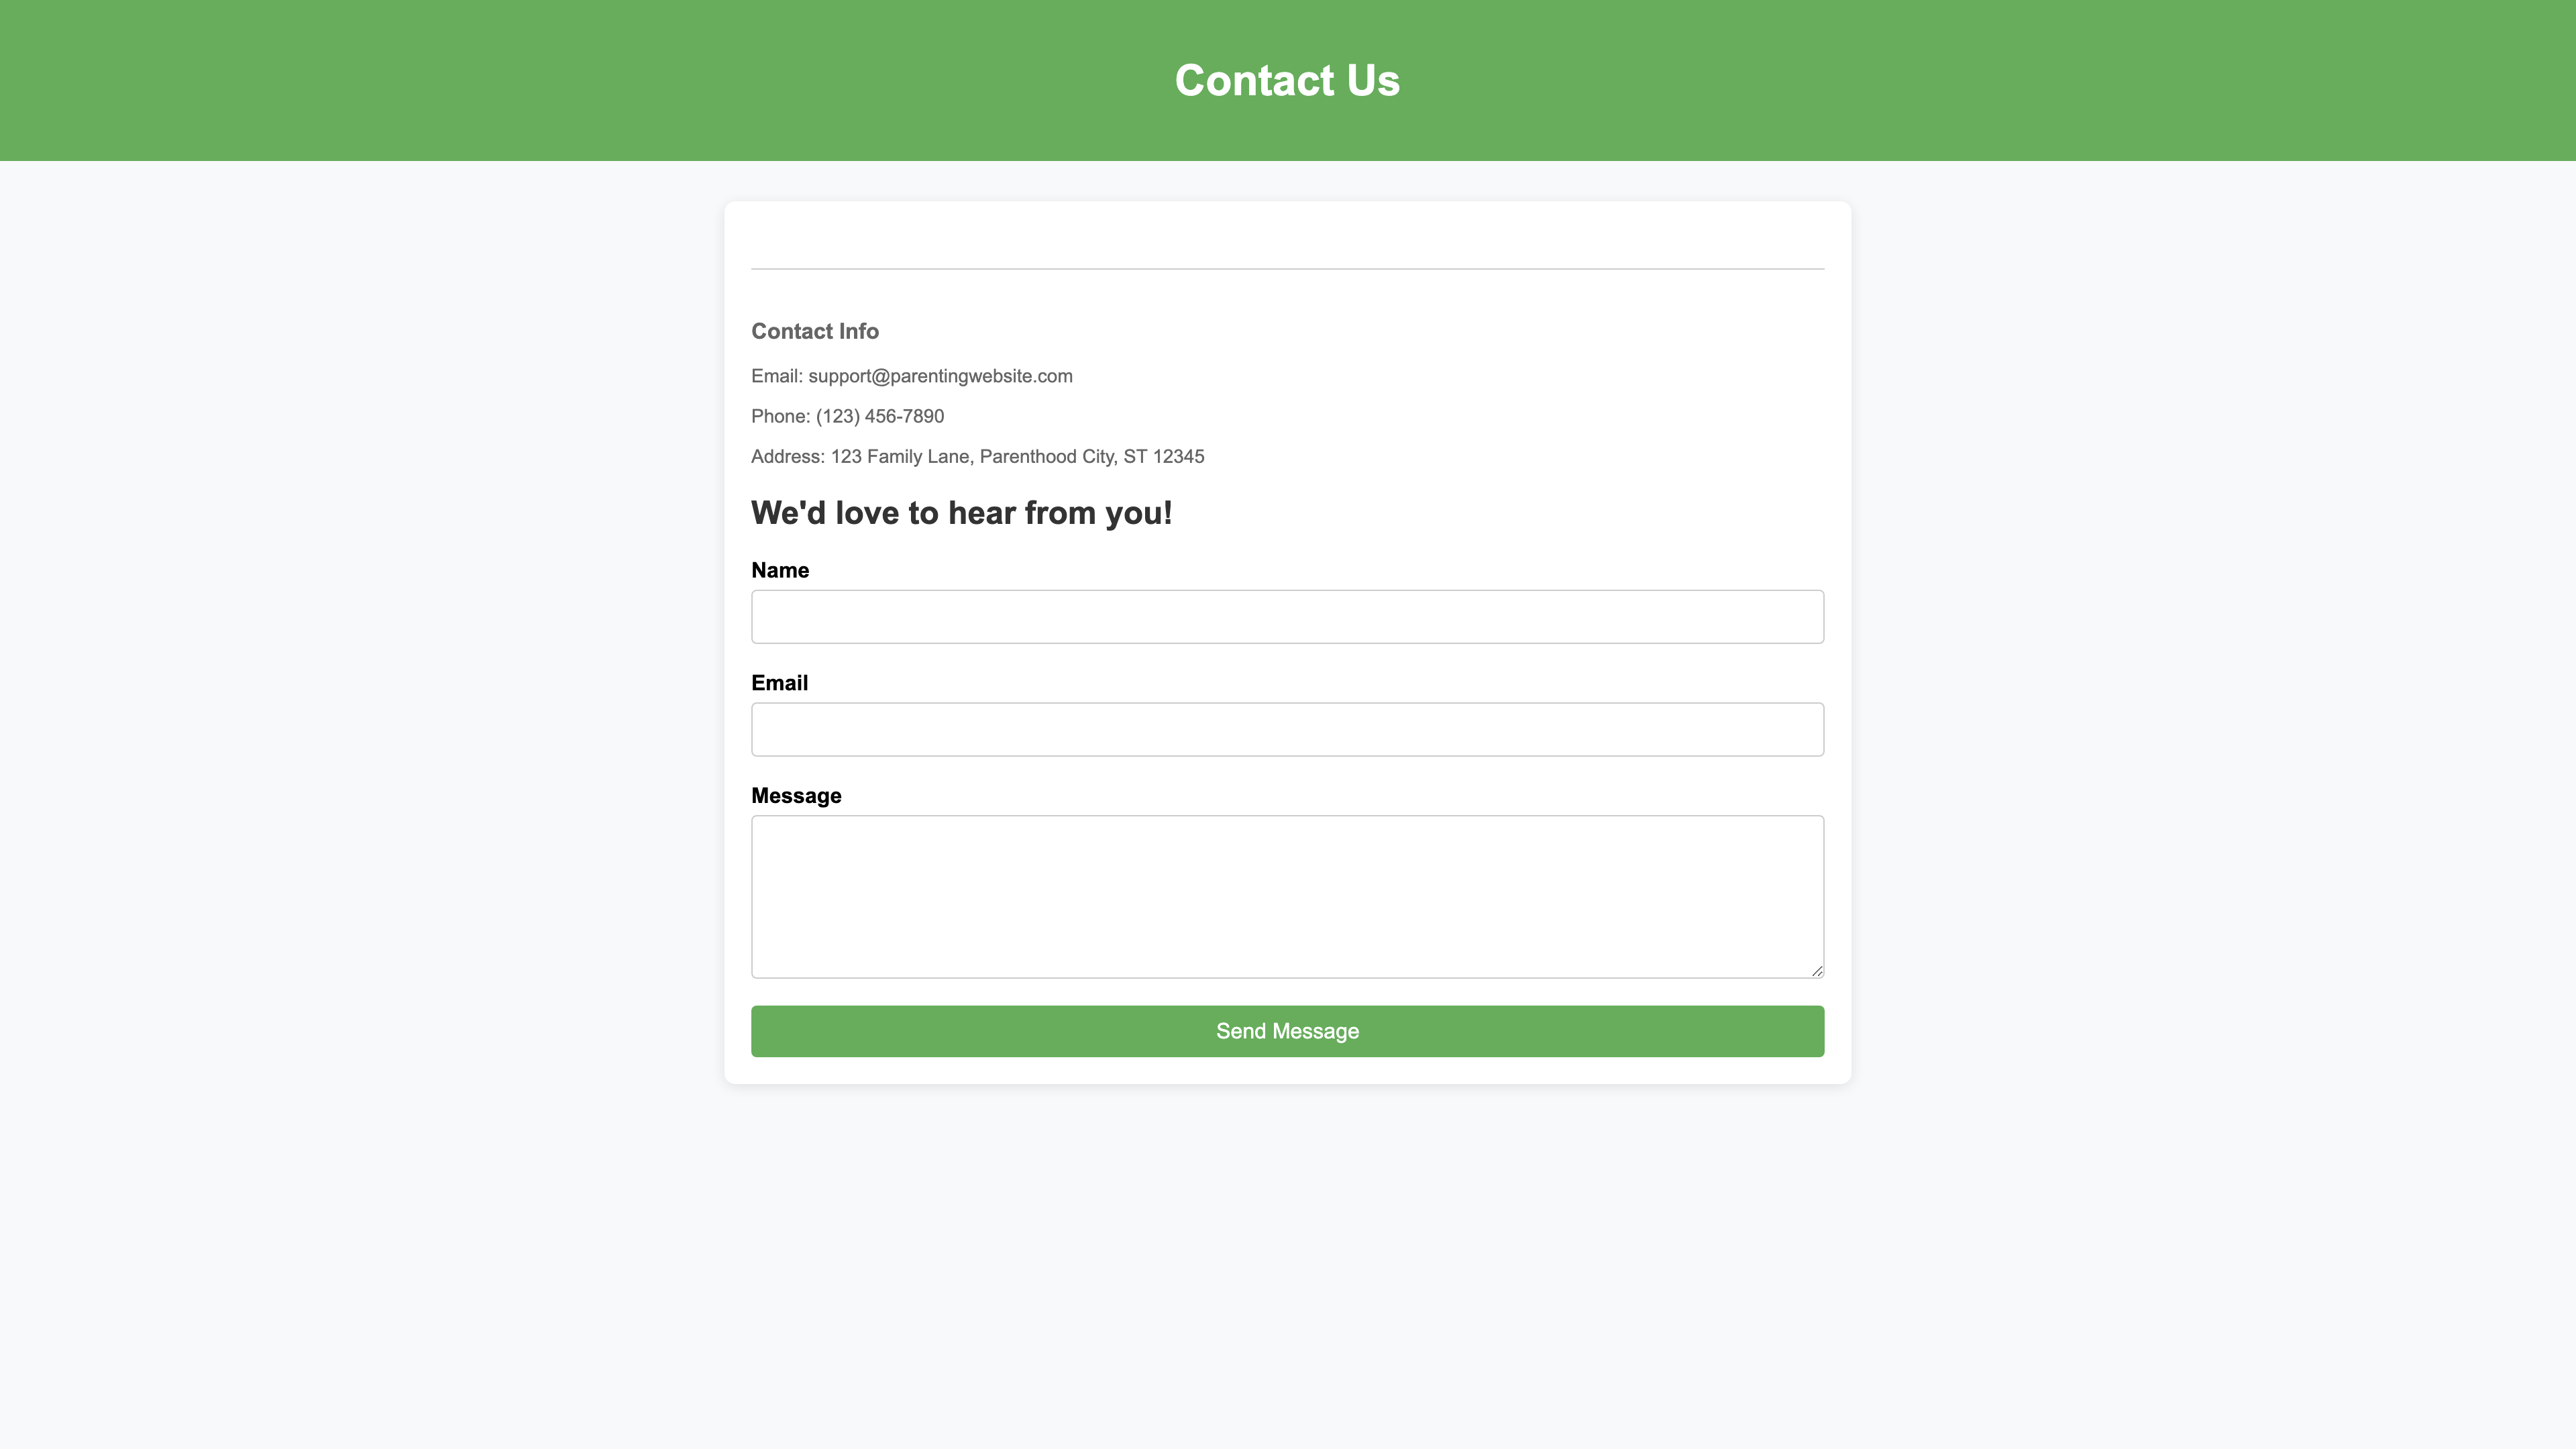 Contact Us
Contact Info
Email: support@parentingwebsite.com
Phone: (123) 456-7890
Address: 123 Family Lane, Parenthood City, ST 12345
We'd love to hear from you!
Name
Email
Message
Send Message